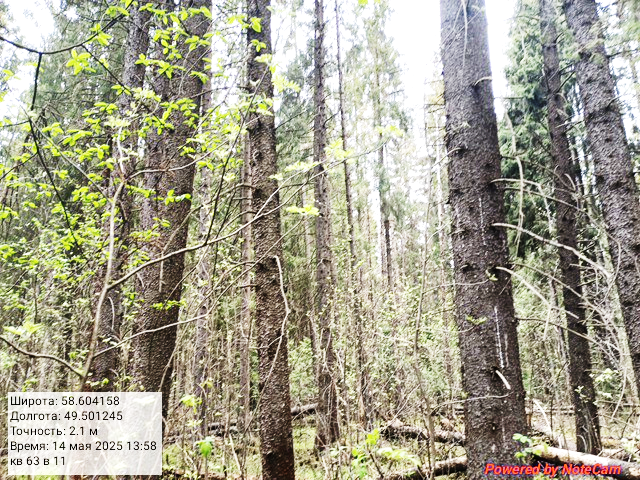 Широта: 58.604158
Долгота: 49.501245
Точность: 2.1 м
Время: 14 мая 2025 13:58
кв 63 в 11
Powered by NoteCam